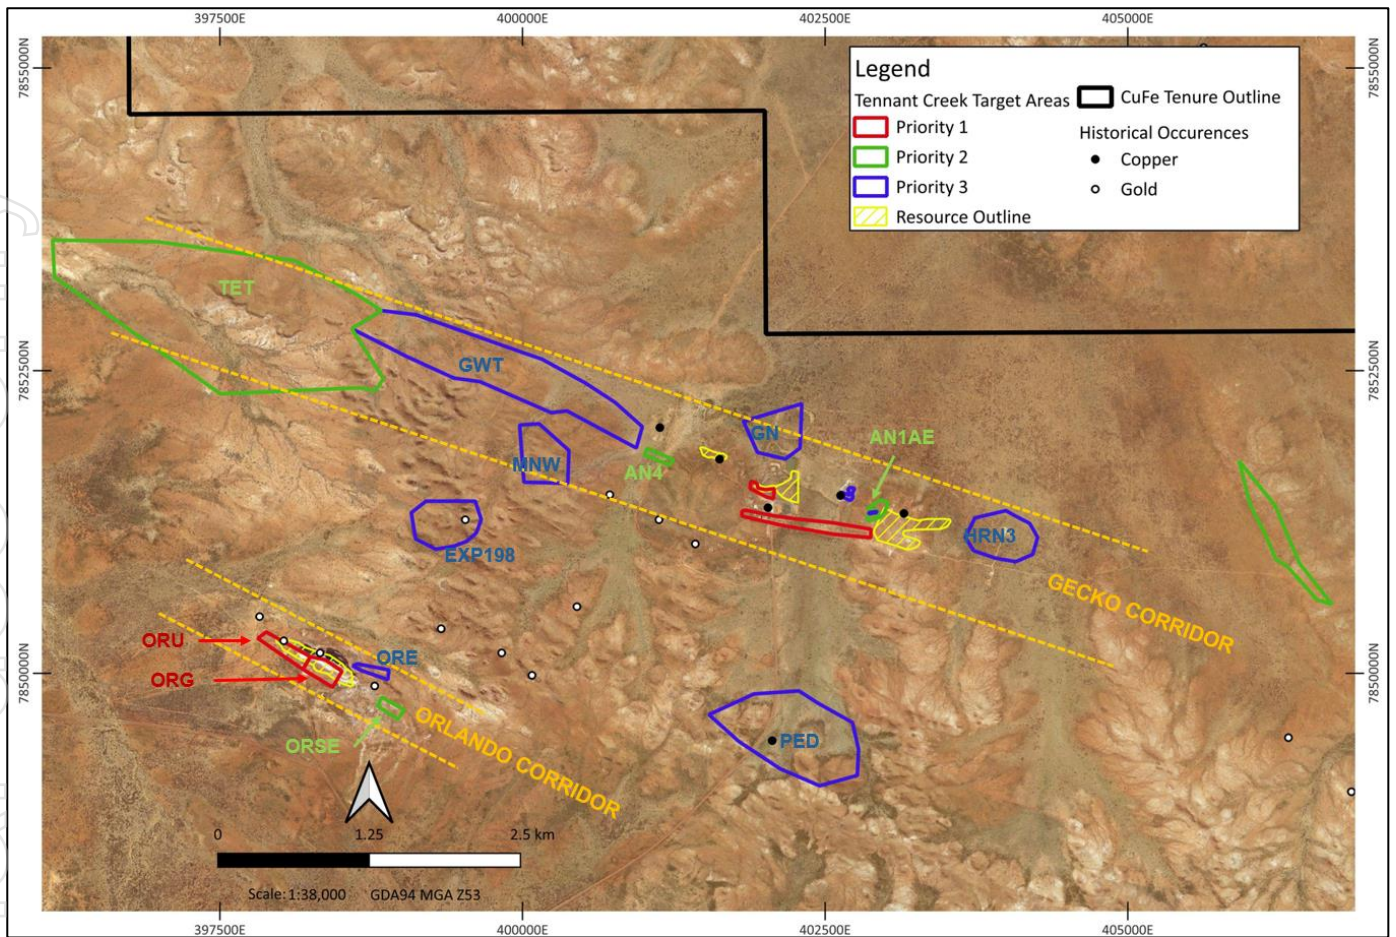 397500E
400000E
402500E
405000E
7855000N
7855000N
Legend
Tennant Creek Target Areas
Priority 1
Priority 2
Priority 3
Resource Outline
CuFe Tenure Outline
Historical Occurences
Copper
Gold
TET
7852500N
7852500N
GWT
GN
AN1AE
MNW
AN4
EXP198
HRN3
GECKO CORRIDOR
ORU
ORE
ORG
7850000N
7850000N
ORSE
ORLANDO CORRIDOR
PED
0
1.25
2.5 km
Scale: 1:38,000
GDA94 MGA Z53
397500E
400000E
402500E
405000E